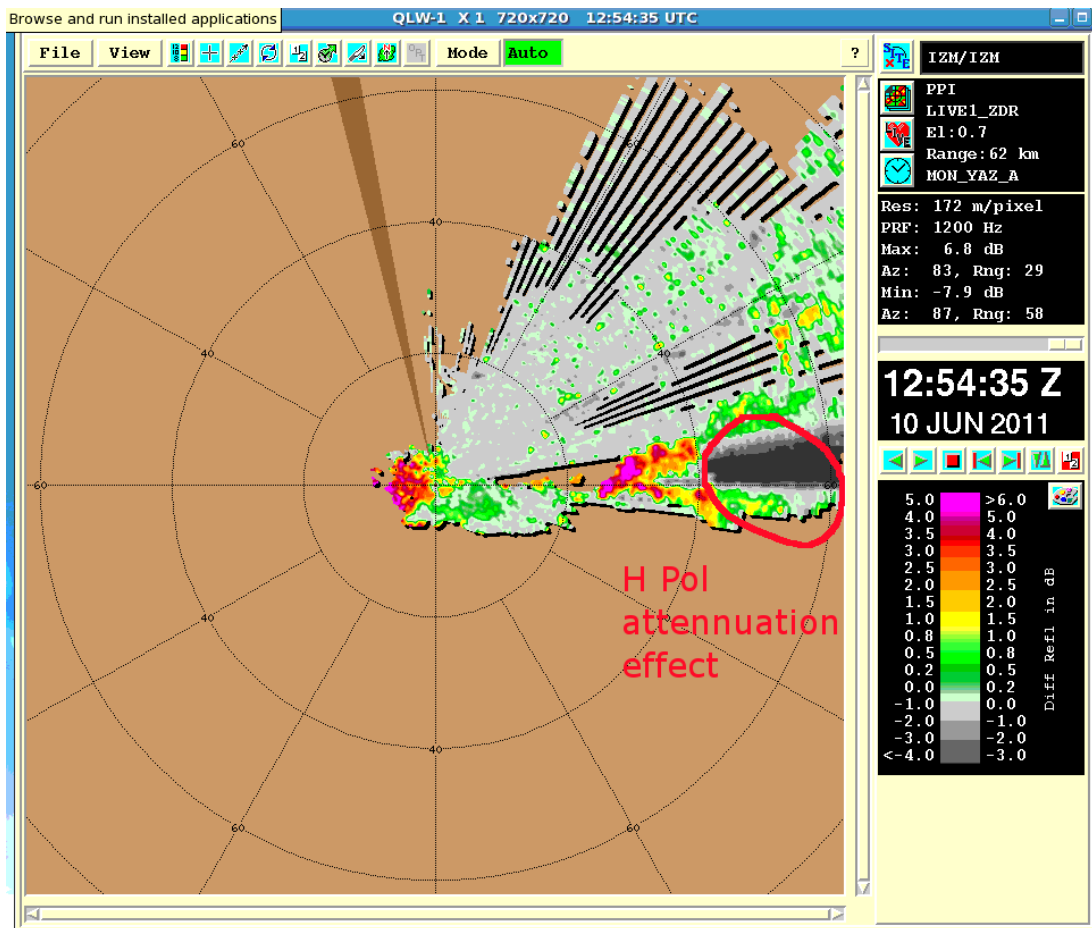 Browse and run installed applications
QLW-1 X 1 720x720 12:54:35 UTC
File View Mode Auto ?
IZM/IZM
PPI
LIVE1_ZDR
El:0.7
Range:62 km
MON_YAZ_A
Res: 172 m/pixel
PRF: 1200 Hz
Max: 6.8 dB
Az: 83, Rng: 29
Min: -7.9 dB
Az: 87, Rng: 58
12:54:35 Z
10 JUN 2011
5.0 >6.0
4.0 5.0
3.5 4.0
3.0 3.5
2.5 3.0
2.0 2.5
1.5 2.0
1.0 1.5
0.8 1.0
0.5 0.8
0.2 0.5
0.0 0.2
-1.0 0.0
-2.0 -1.0
-3.0 -2.0
<-4.0 -3.0
Diff Refl in dB
60 60
40
40 40
60 60
40 40
40
60 60
H Pol
attennuation
effect